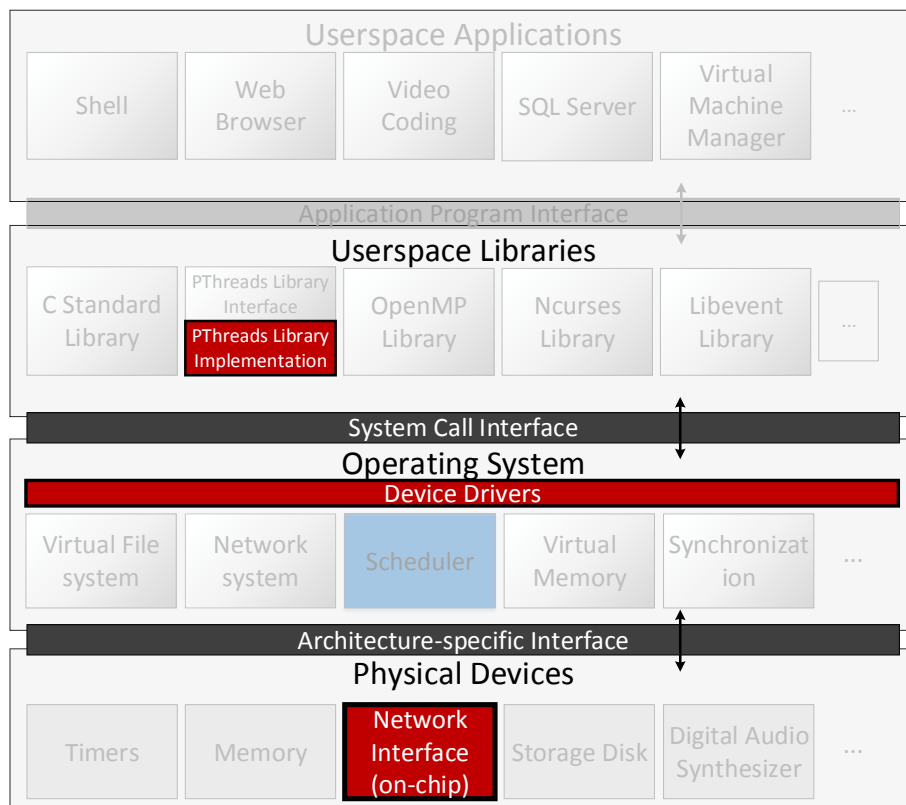 Userspace Applications
Shell
Web
Browser
Video
Coding
SQL Server
Virtual
Machine
Manager
...
Application Program Interface
Userspace Libraries
C Standard
Library
PThreads Library
Interface
PThreads Library
Implementation
OpenMP
Library
Ncurses
Library
Libevent
Library
...
System Call Interface
Operating System
Device Drivers
Virtual File
system
Network
system
Scheduler
Virtual
Memory
Synchronizat
ion
...
Architecture-specific Interface
Physical Devices
Timers
Memory
Network
Interface
(on-chip)
Storage Disk
Digital Audio
Synthesizer
...